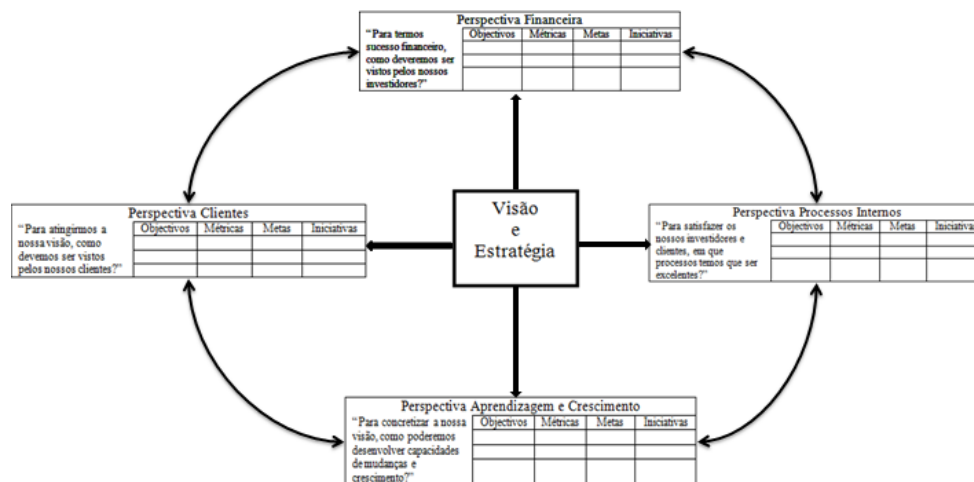 Perspectiva Financeira
"Para termos
sucesso financeiro,
como deveremos ser
vistos pelos nossos
investidores?"
Objectivos Métricas Metas Iniciativas
Perspectiva Clientes
"Para atingirmos a
nossa visão, como
devemos ser vistos
pelos nossos clientes?"
Objectivos Métricas Metas Iniciativas
Visão
e
Estratégia
Perspectiva Processos Internos
"Para satisfazer os
nossos investidores e
clientes, em que
processos temos que ser
excelentes?"
Objectivos Métricas Metas Iniciativas
Perspectiva Aprendizagem e Crescimento
"Para concretizar a nossa
visão, como poderemos
desenvolver capacidades
de mudanças e
crescimento?"
Objectivos Métricas Metas Iniciativas